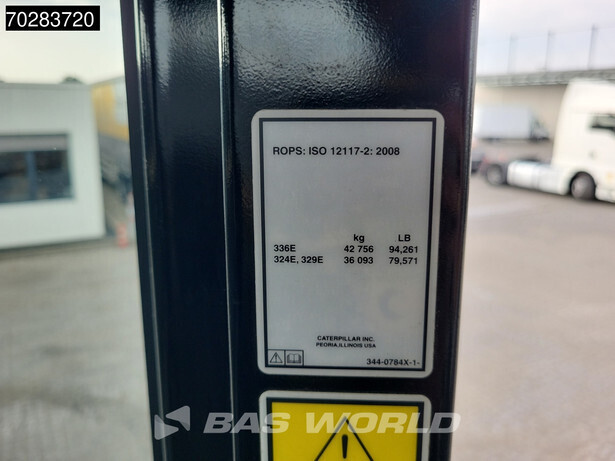 70283720
ROPS: ISO 12117-2: 2008
kg LB
336E 42 756 94,261
324E, 329E 36 093 79,571
CATERPILLAR INC.
PEORIA,ILLINOIS USA
344-0784X-1-
BAS WORLD